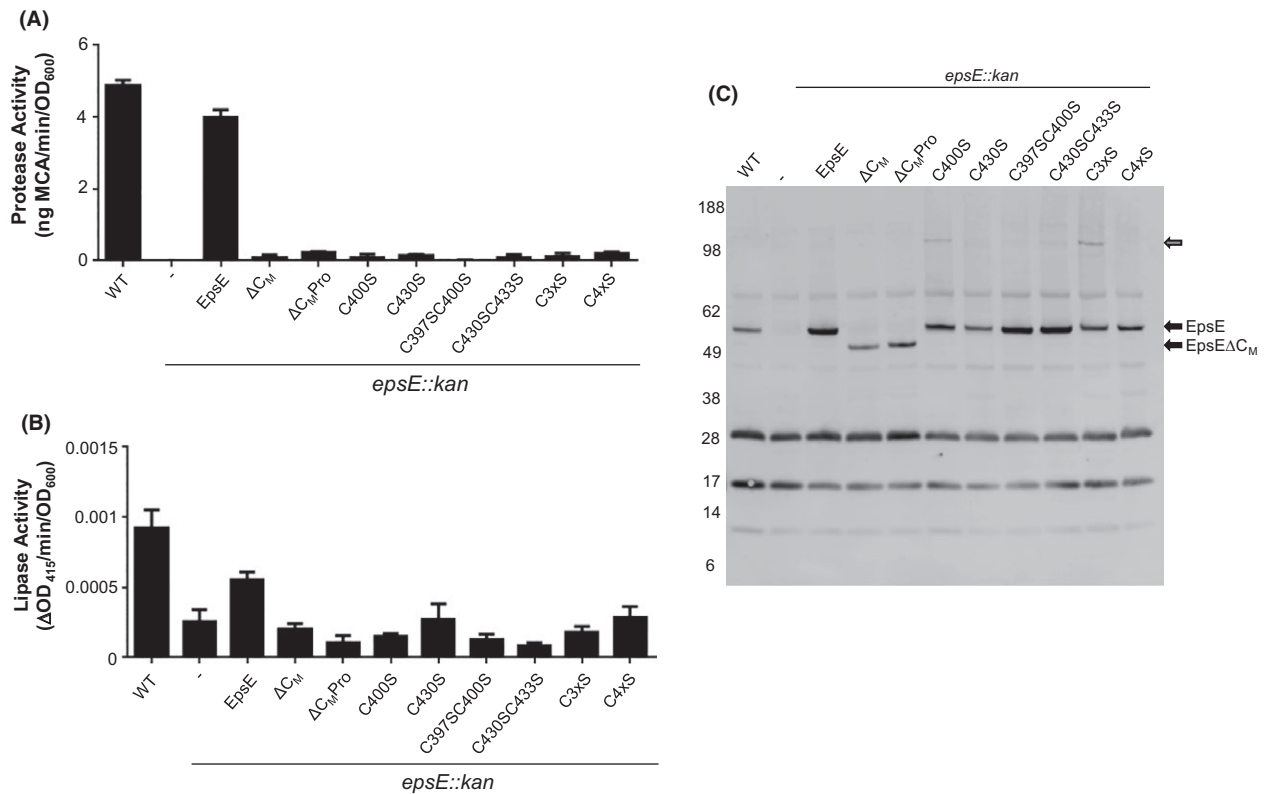 (A)
Protease Activity
(ng MCA/min/OD600)
6
4
2
0
WT
-
EpsE
ΔCM
ΔCMPro
C400S
C430S
C397SC400S
C430SC433S
C3xS
C4xS
epsE::kan
(B)
Lipase Activity
(ΔOD415/min/OD600)
0.0015
0.001
0.0005
0
WT
-
EpsE
ΔCM
ΔCMPro
C400S
C430S
C397SC400S
C430SC433S
C3xS
C4xS
epsE::kan
(C)
epsE::kan
WT
-
EpsE
ΔCM
ΔCMPro
C400S
C430S
C397SC400S
C430SC433S
C3xS
C4xS
188
98
62
49
38
28
17
14
6
EpsE
EpsEΔCM